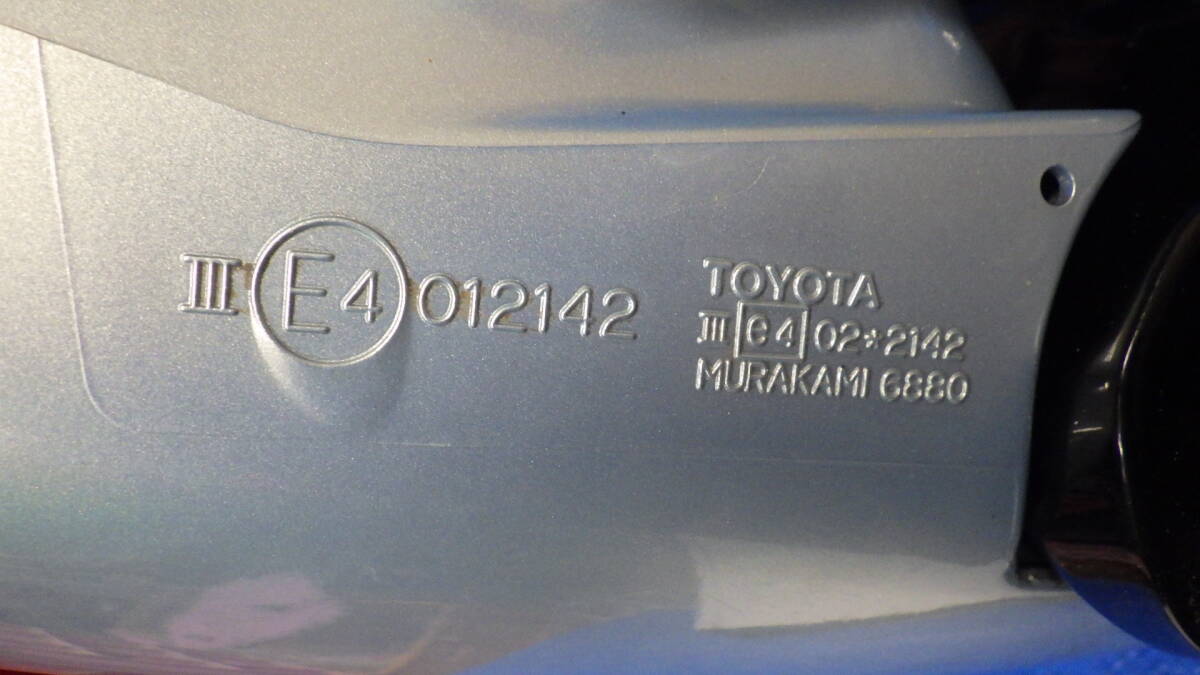 III E4 012142
TOYOTA
III e4 02*2142
MURAKAMI 6880